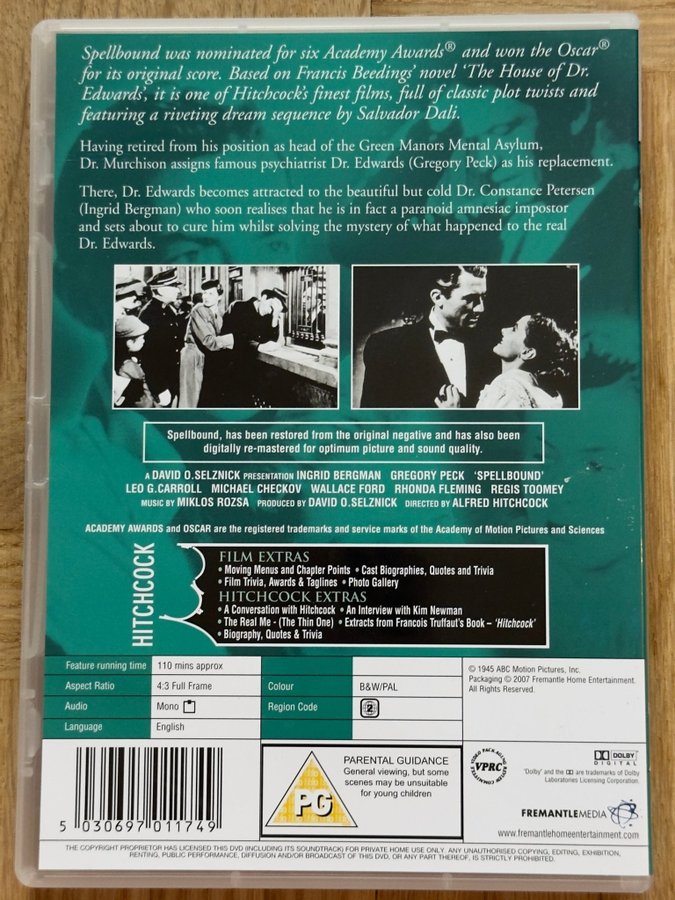 Spellbound was nominated for six Academy Awards® and won the Oscar®
for its original score. Based on Francis Beedings' novel 'The House of Dr.
Edwards', it is one of Hitchcock's finest films, full of classic plot twists and
featuring a riveting dream sequence by Salvador Dali.
Having retired from his position as head of the Green Manors Mental Asylum,
Dr. Murchison assigns famous psychiatrist Dr. Edwards (Gregory Peck) as his replacement.
There, Dr. Edwards becomes attracted to the beautiful but cold Dr. Constance Petersen
(Ingrid Bergman) who soon realises that he is in fact a paranoid amnesiac impostor
and sets about to cure him whilst solving the mystery of what happened to the real
Dr. Edwards.
Spellbound, has been restored from the original negative and has also been
digitally re-mastered for optimum picture and sound quality.
A DAVID O.SELZNICK PRESENTATION INGRID BERGMAN GREGORY PECK 'SPELLBOUND'
LEO G.CARROLL MICHAEL CHECKOV WALLACE FORD RHONDA FLEMING REGIS TOOMEY
MUSIC BY MIKLOS ROZSA PRODUCED BY DAVID O.SELZNICK DIRECTED BY ALFRED HITCHCOCK
ACADEMY AWARDS and OSCAR are the registered trademarks and service marks of the Academy of Motion Pictures and Sciences
HITCHCOCK
FILM EXTRAS
• Moving Menus and Chapter Points • Cast Biographies, Quotes and Trivia
• Film Trivia, Awards & Taglines • Photo Gallery
HITCHCOCK EXTRAS
• A Conversation with Hitchcock • An Interview with Kim Newman
• The Real Me - (The Thin One) • Extracts from Francois Truffaut's Book – 'Hitchcock'
• Biography, Quotes & Trivia
Feature running time 110 mins approx
Aspect Ratio 4:3 Full Frame Colour B&W/PAL
Audio Mono Region Code 2
Language English
© 1945 ABC Motion Pictures, Inc.
Packaging © 2007 Fremantle Home Entertainment.
All Rights Reserved.
5 030697 011749
PG
PARENTAL GUIDANCE
General viewing, but some
scenes may be unsuitable
for young children
VIDEO PACKAGING REVIEW COMMITTEE
VPRC
DOLBY
DIGITAL
'Dolby' and the DD are trademarks of Dolby
Laboratories Licensing Corporation.
FREMANTLEMEDIA
www.fremantlehomeentertainment.com
THE COPYRIGHT PROPRIETOR HAS LICENSED THIS DVD (INCLUDING ITS SOUNDTRACK) FOR PRIVATE HOME USE ONLY. ANY UNAUTHORISED COPYING, EDITING, EXHIBITION,
RENTING, PUBLIC PERFORMANCE, DIFFUSION AND/OR BROADCAST OF THIS DVD, OR ANY PART THEREOF, IS STRICTLY PROHIBITED.